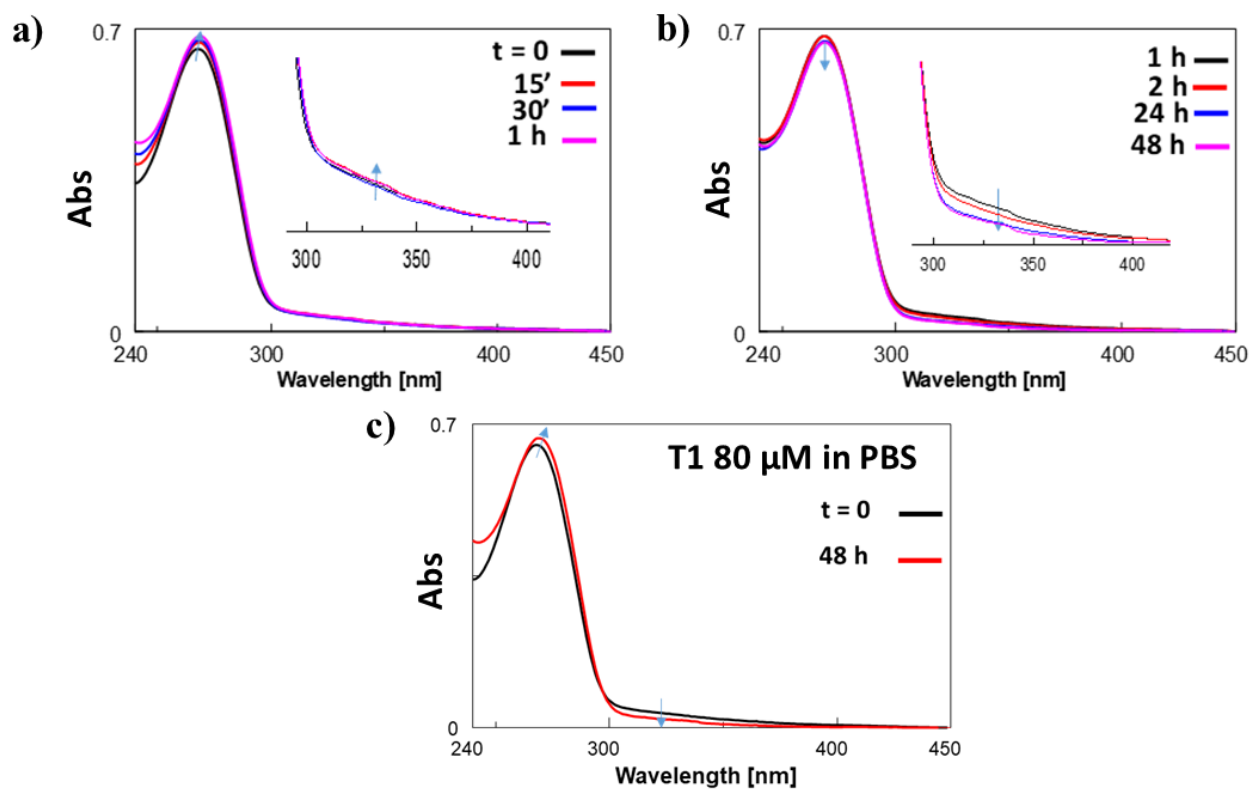 a)
0.7
t = 0
15’
30’
1 h
Abs
300 350 400
0
240 300 400 450
Wavelength [nm]
b)
0.7
1 h
2 h
24 h
48 h
Abs
300 350 400
0
240 300 400 450
Wavelength [nm]
c)
0.7
T1 80 µM in PBS
t = 0
48 h
Abs
0
240 300 400 450
Wavelength [nm]